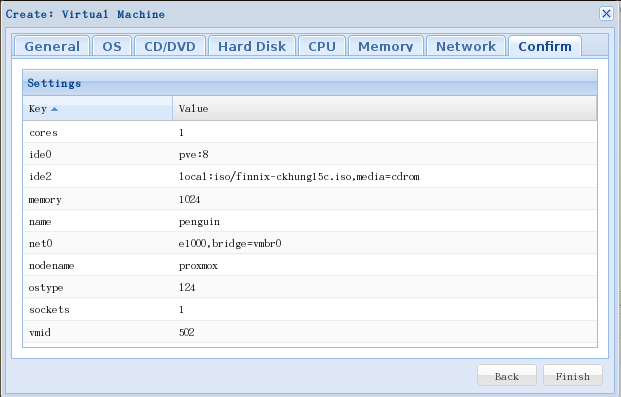 Create: Virtual Machine
General OS CD/DVD Hard Disk CPU Memory Network Confirm
Settings
Key Value
cores 1
ide0 pve:8
ide2 local:iso/finnix-ckhung15c.iso,media=cdrom
memory 1024
name penguin
net0 e1000,bridge=vmbr0
nodename proxmox
ostype l24
sockets 1
vmid 502
Back Finish